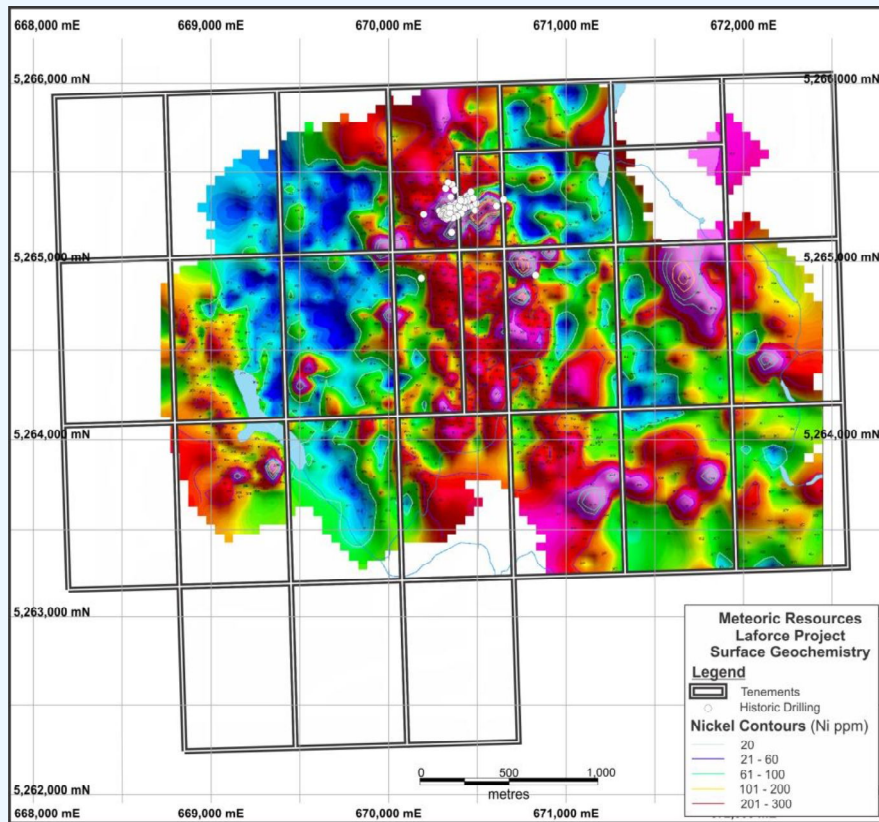 668,000 mE 669,000 mE 670,000 mE 671,000 mE 672,000 mE
5,266,000 mN 5,266,000 mN
5,265,000 mN 5,265,000 mN
5,264,000 mN 5,264,000 mN
5,263,000 mN
5,262,000 mN
Meteoric Resources
Laforce Project
Surface Geochemistry
Legend
Tenements
Historic Drilling
Nickel Contours (Ni ppm)
20
21 - 60
61 - 100
101 - 200
201 - 300
0 500 1,000
metres
668,000 mE 669,000 mE 670,000 mE 671,000 mE